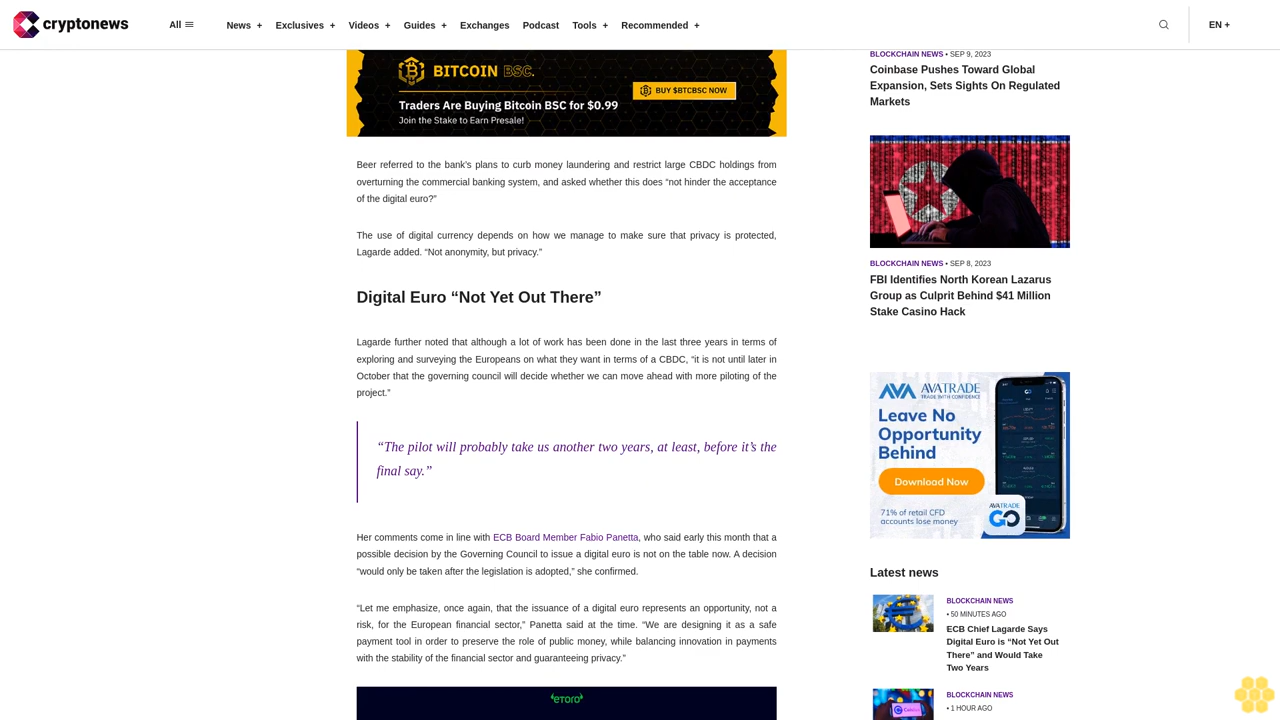 cryptonews
All
News +
Exclusives +
Videos +
Guides +
Exchanges
Podcast
Tools +
Recommended +
EN +
BITCOIN BSC.
Traders Are Buying Bitcoin BSC for $0.99
Join the Stake to Earn Presale!
BUY $BTCBSC NOW
Beer referred to the bank’s plans to curb money laundering and restrict large CBDC holdings from
overturning the commercial banking system, and asked whether this does “not hinder the acceptance
of the digital euro?”
The use of digital currency depends on how we manage to make sure that privacy is protected,
Lagarde added. “Not anonymity, but privacy.”
Digital Euro “Not Yet Out There”
Lagarde further noted that although a lot of work has been done in the last three years in terms of
exploring and surveying the Europeans on what they want in terms of a CBDC, “it is not until later in
October that the governing council will decide whether we can move ahead with more piloting of the
project.”
“The pilot will probably take us another two years, at least, before it’s the
final say.”
Her comments come in line with ECB Board Member Fabio Panetta, who said early this month that a
possible decision by the Governing Council to issue a digital euro is not on the table now. A decision
“would only be taken after the legislation is adopted,” she confirmed.
“Let me emphasize, once again, that the issuance of a digital euro represents an opportunity, not a
risk, for the European financial sector,” Panetta said at the time. “We are designing it as a safe
payment tool in order to preserve the role of public money, while balancing innovation in payments
with the stability of the financial sector and guaranteeing privacy.”
eToro
BLOCKCHAIN NEWS • SEP 9, 2023
Coinbase Pushes Toward Global
Expansion, Sets Sights On Regulated
Markets
BLOCKCHAIN NEWS • SEP 8, 2023
FBI Identifies North Korean Lazarus
Group as Culprit Behind $41 Million
Stake Casino Hack
AVA AVATRADE
TRADE WITH CONFIDENCE
Leave No
Opportunity
Behind
Download Now
71% of retail CFD
accounts lose money
AVATRADE
GO
Latest news
BLOCKCHAIN NEWS
• 50 MINUTES AGO
ECB Chief Lagarde Says
Digital Euro is “Not Yet Out
There” and Would Take
Two Years
BLOCKCHAIN NEWS
• 1 HOUR AGO